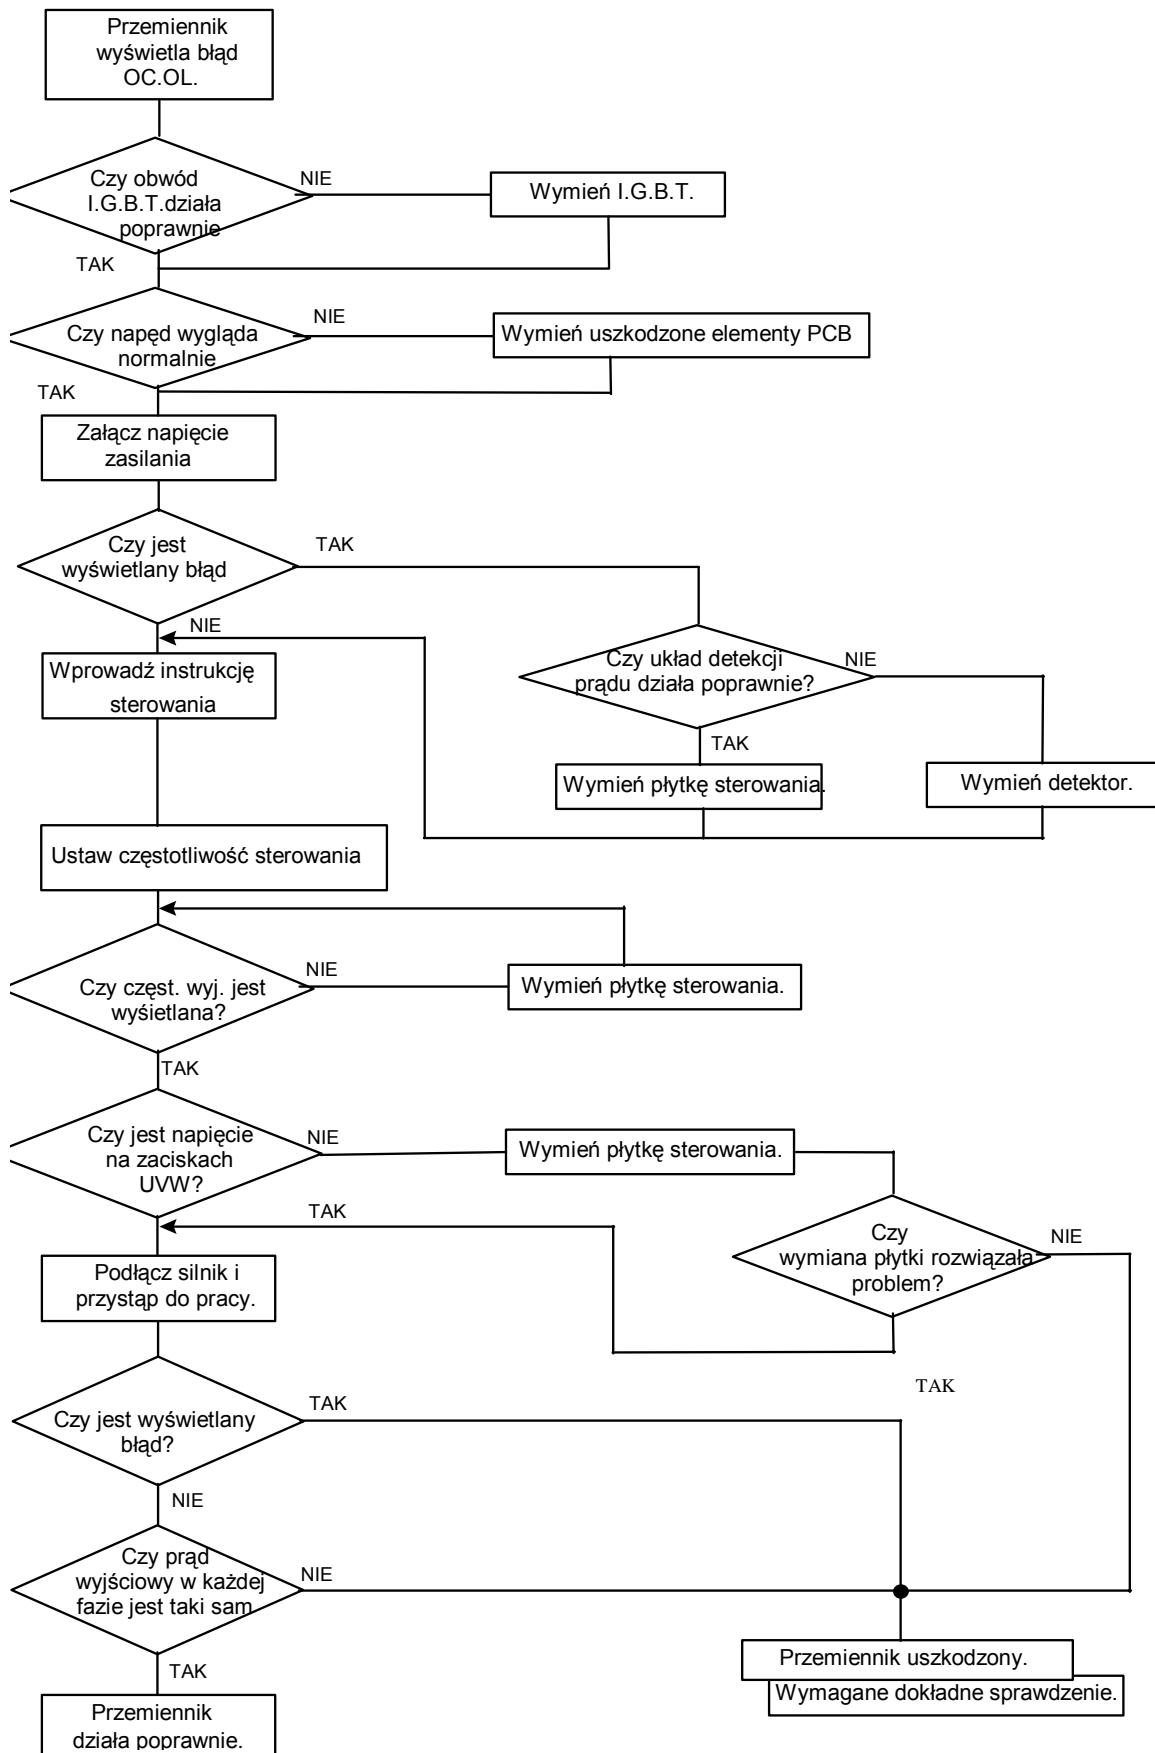 Przemiennik
wyświetla błąd
OC.OL.
Czy obwód
I.G.B.T.działa
poprawnie
NIE
Wymień I.G.B.T.
TAK
Czy napęd wygląda
normalnie
NIE
Wymień uszkodzone elementy PCB
TAK
Załącz napięcie
zasilania
Czy jest
wyświetlany błąd
TAK
NIE
Wprowadź instrukcję
sterowania
Czy układ detekcji
prądu działa poprawnie?
NIE
TAK
Wymień płytkę sterowania.
Wymień detektor.
Ustaw częstotliwość sterowania
Czy częst. wyj. jest
wyśietlana?
NIE
Wymień płytkę sterowania.
TAK
Czy jest napięcie
na zaciskach
UVW?
NIE
Wymień płytkę sterowania.
TAK
Czy
wymiana płytki rozwiązała
problem?
NIE
Podłącz silnik i
przystąp do pracy.
TAK
Czy jest wyświetlany
błąd?
TAK
NIE
Czy prąd
wyjściowy w każdej
fazie jest taki sam
NIE
TAK
Przemiennik uszkodzony.
Wymagane dokładne sprawdzenie.
Przemiennik
działa poprawnie.